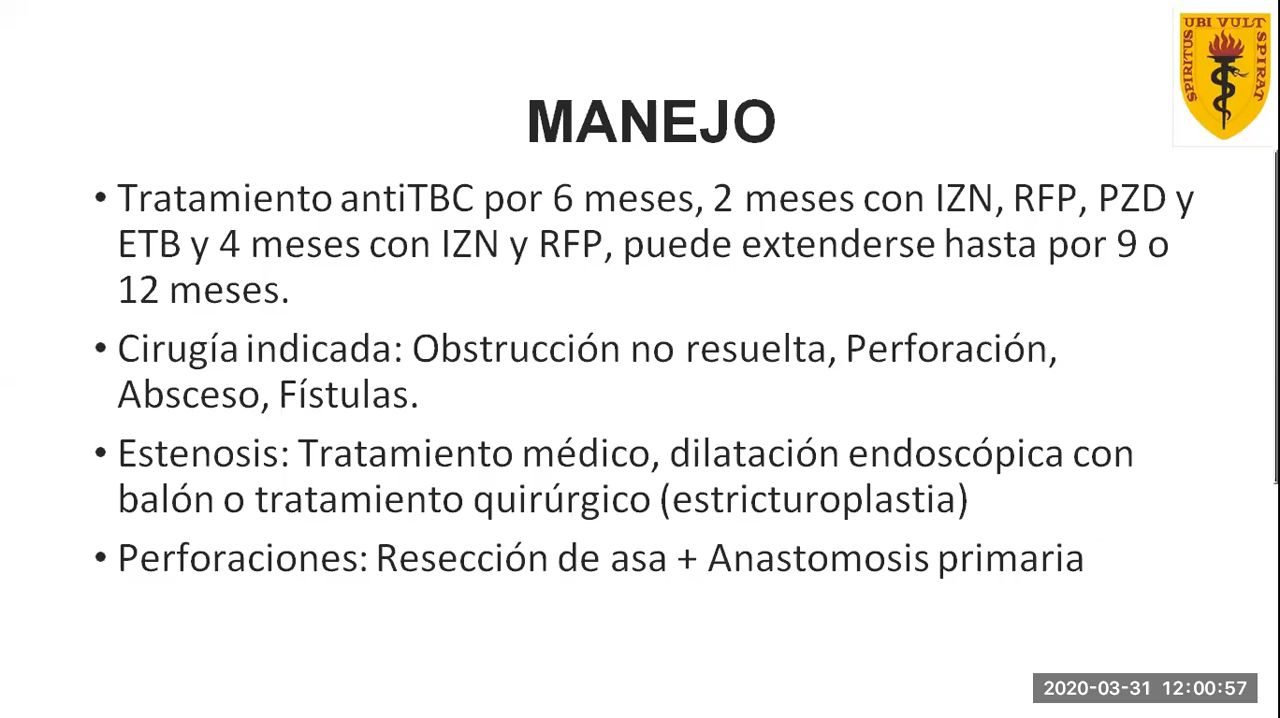 SPIRITUS UBI VULT SPIRAT
MANEJO
• Tratamiento antiTBC por 6 meses, 2 meses con IZN, RFP, PZD y
ETB y 4 meses con IZN y RFP, puede extenderse hasta por 9 o
12 meses.
• Cirugía indicada: Obstrucción no resuelta, Perforación,
Absceso, Fístulas.
• Estenosis: Tratamiento médico, dilatación endoscópica con
balón o tratamiento quirúrgico (estricturoplastia)
• Perforaciones: Resección de asa + Anastomosis primaria
2020-03-31 12:00:57